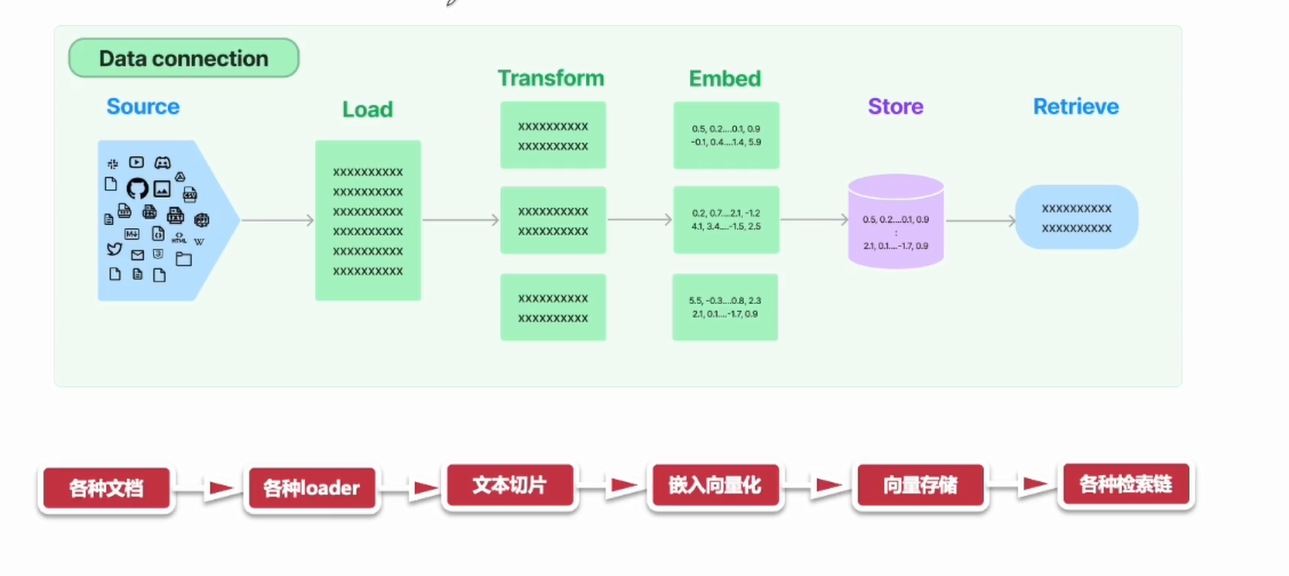 Data connection
Source
Load
Transform
Embed
Store
Retrieve
XXXXXXXXXX
XXXXXXXXXX
XXXXXXXXXX
XXXXXXXXXX
XXXXXXXXXX
XXXXXXXXXX
XXXXXXXXXX
XXXXXXXXXX
XXXXXXXXXX
XXXXXXXXXX
XXXXXXXXXX
XXXXXXXXXX
0.5, 0.2....0.1, 0.9
-0.1, 0.4....1.4, 5.9
0.2, 0.7....2.1, -1.2
4.1, 3.4....-1.5, 2.5
5.5, -0.3....0.8, 2.3
2.1, 0.1....-1.7, 0.9
0.5, 0.2....0.1, 0.9
:
2.1, 0.1....-1.7, 0.9
XXXXXXXXXX
XXXXXXXXXX
HTML
W
各种文档
各种loader
文本切片
嵌入向量化
向量存储
各种检索链